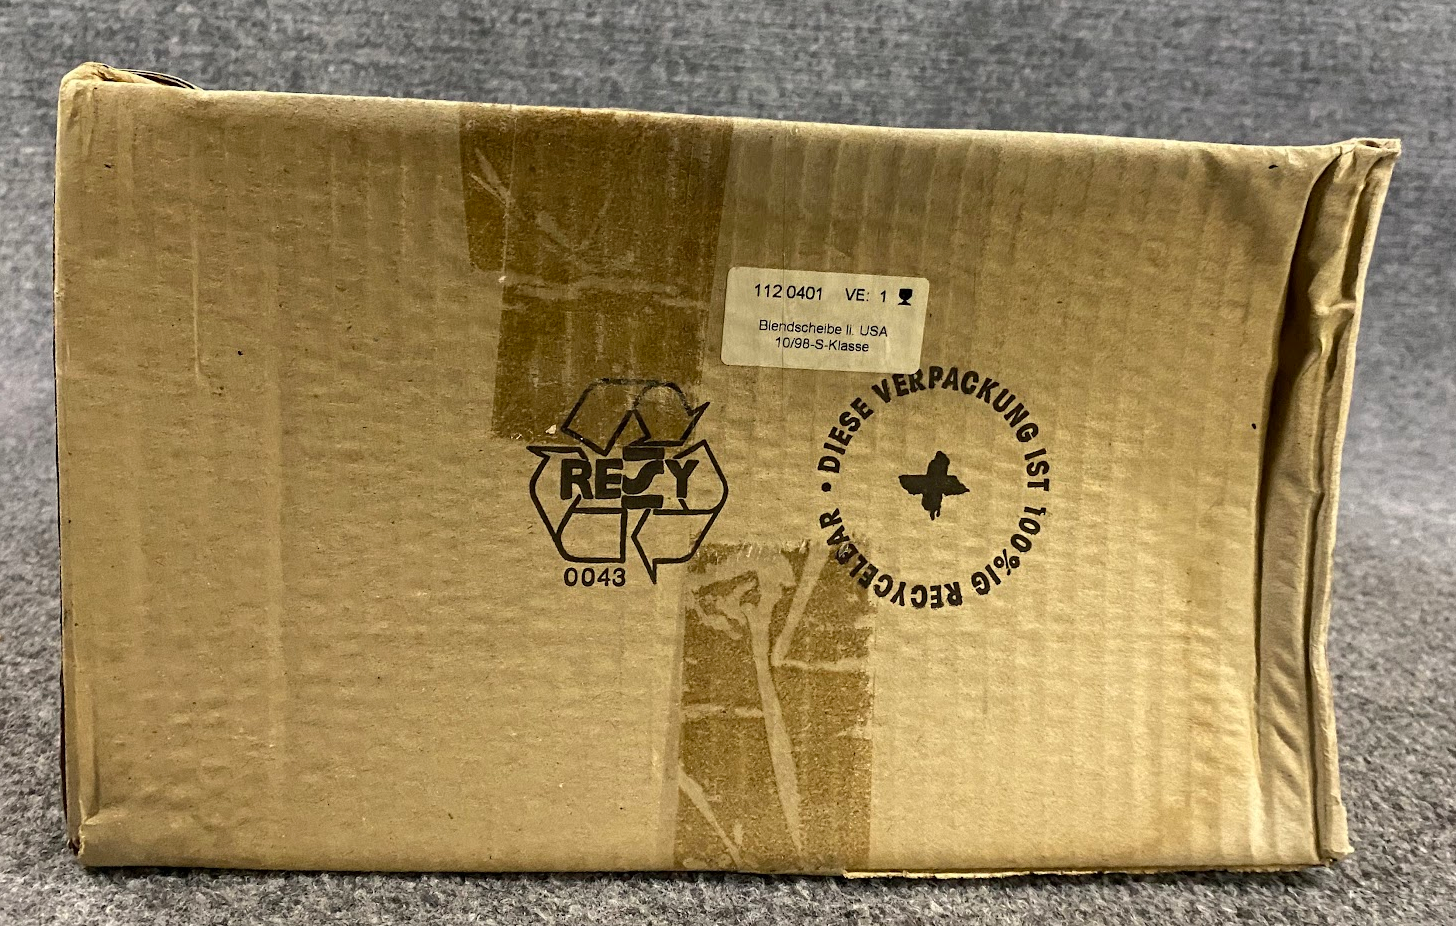 112 0401 VE: 1
Blendscheibe li. USA
10/98-S-Klasse
RESY
0043
• DIESE VERPACKUNG IST 100%IG RECYCELBAR